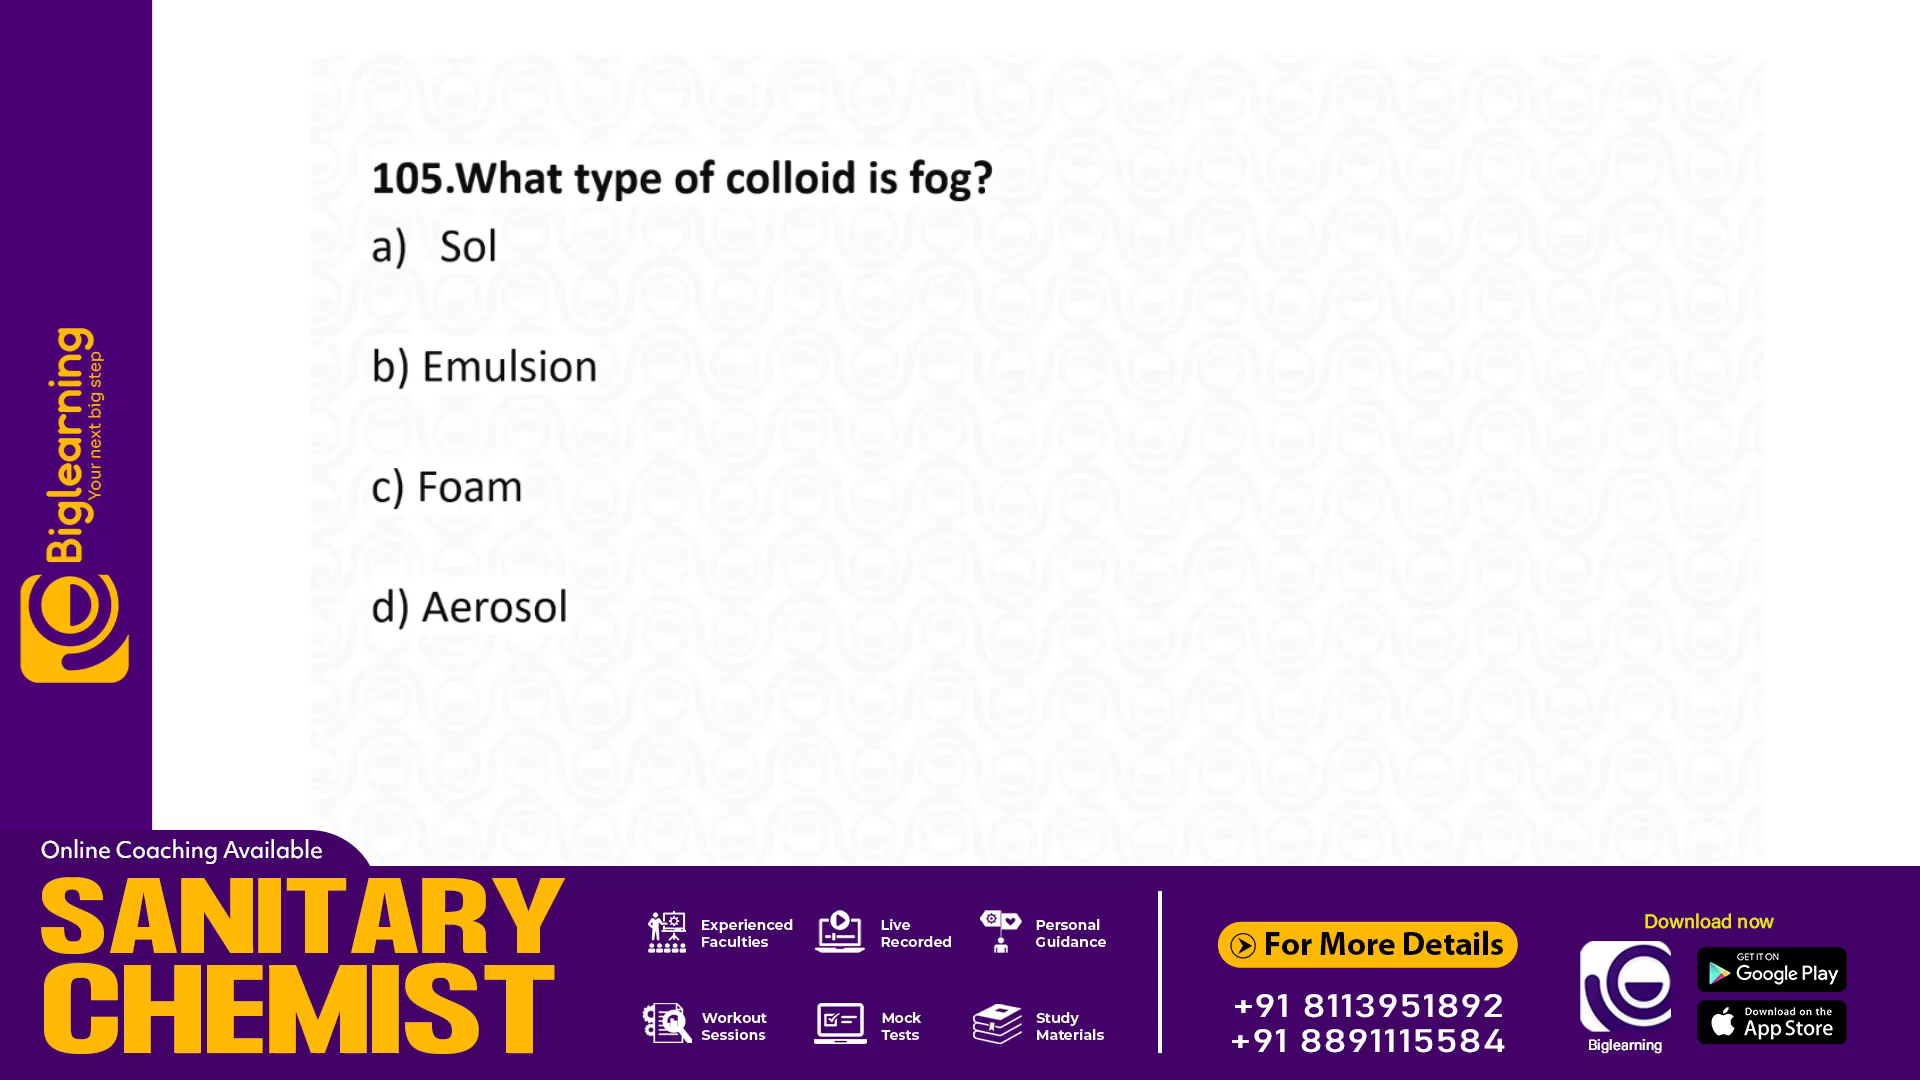 105.What type of colloid is fog?
a) Sol
b) Emulsion
c) Foam
d) Aerosol
Biglearning
Your next big step
Online Coaching Available
SANITARY
CHEMIST
Experienced
Faculties
Live
Recorded
Personal
Guidance
Workout
Sessions
Mock
Tests
Study
Materials
For More Details
+91 8113951892
+91 8891115584
Download now
Biglearning
GET IT ON
Google Play
Download on the
App Store